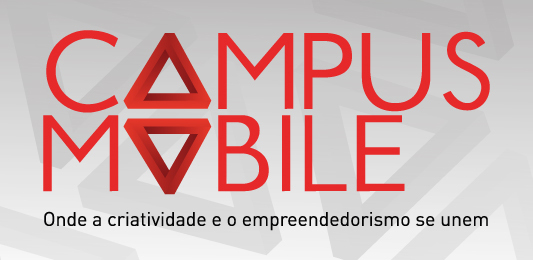 CAMPUS
MOBILE
Onde a criatividade e o empreendedorismo se unem